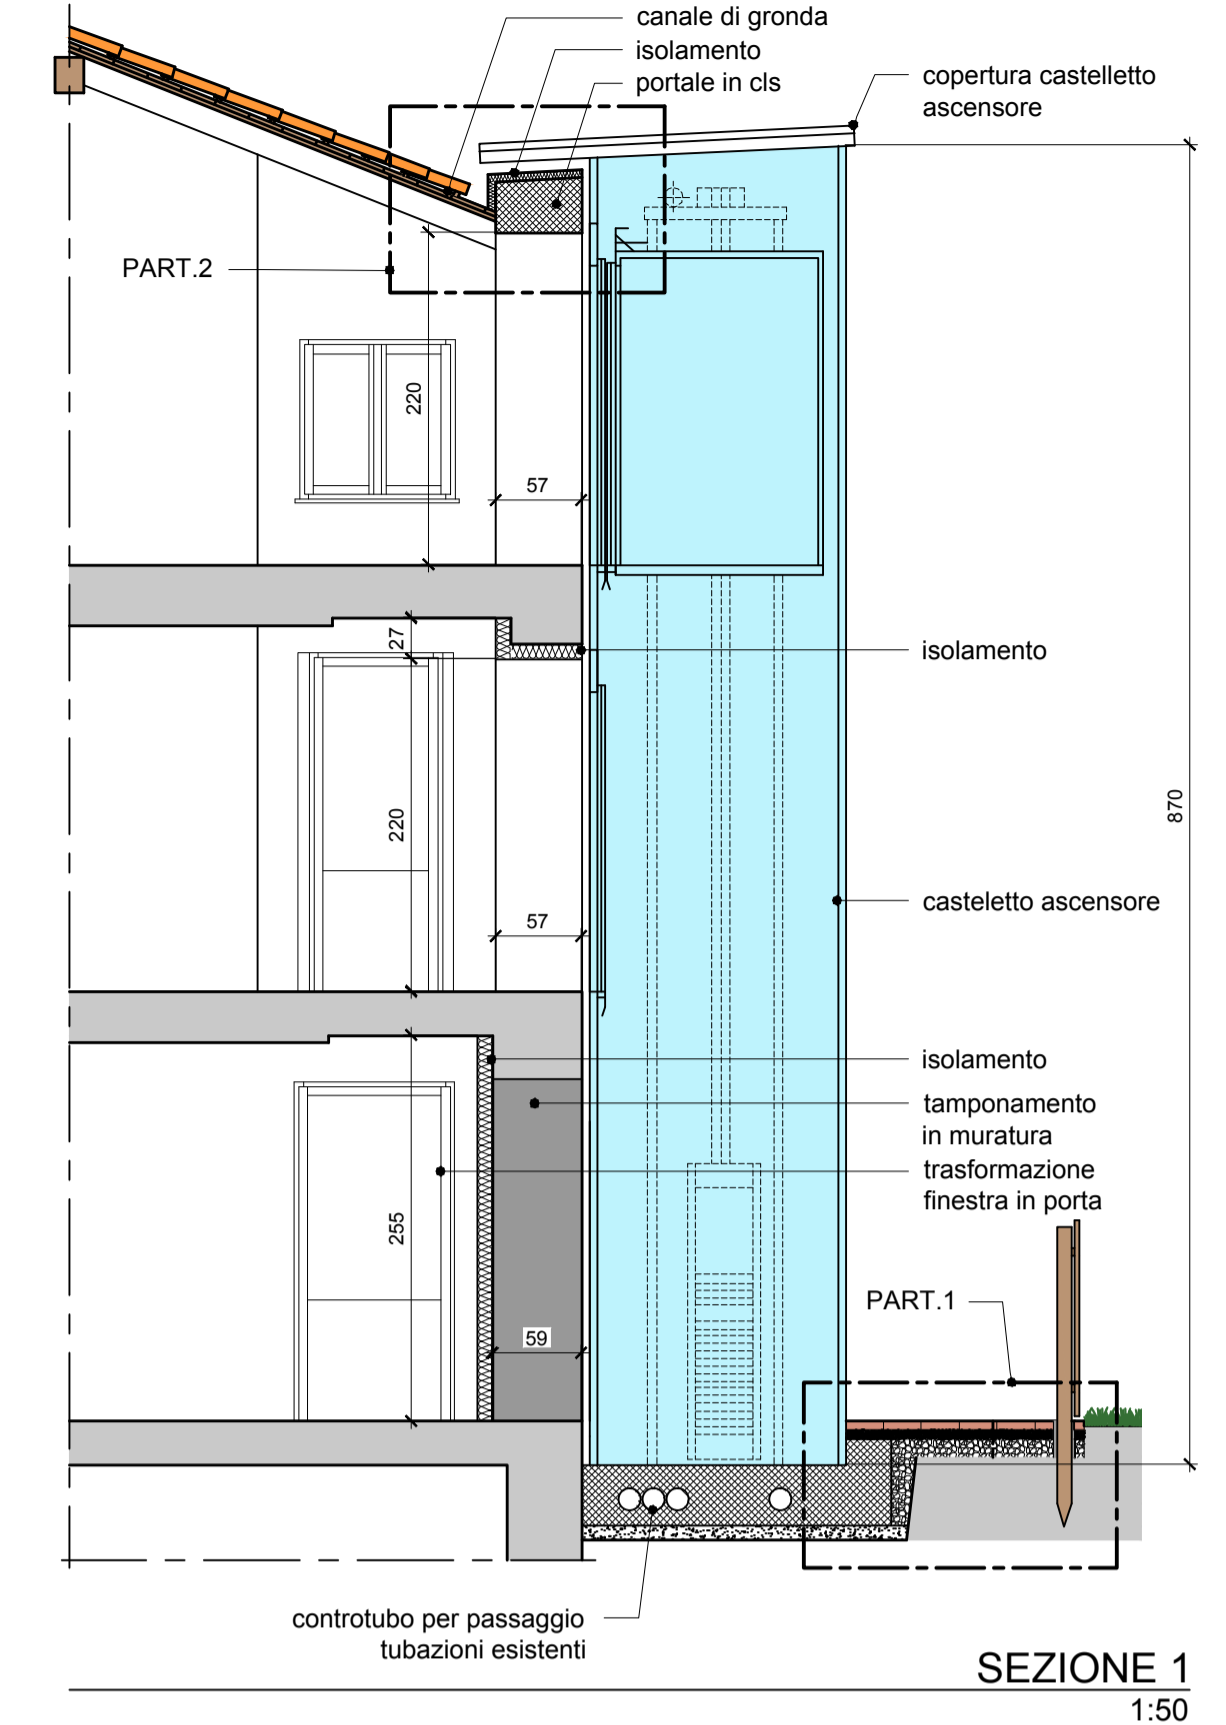 canale di gronda
isolamento
portale in cls
copertura castelletto
ascensore
PART.2
220
57
27
isolamento
870
220
casteletto ascensore
57
isolamento
tamponamento
in muratura
trasformazione
finestra in porta
255
PART.1
59
controtubo per passaggio
tubazioni esistenti
SEZIONE 1
1:50